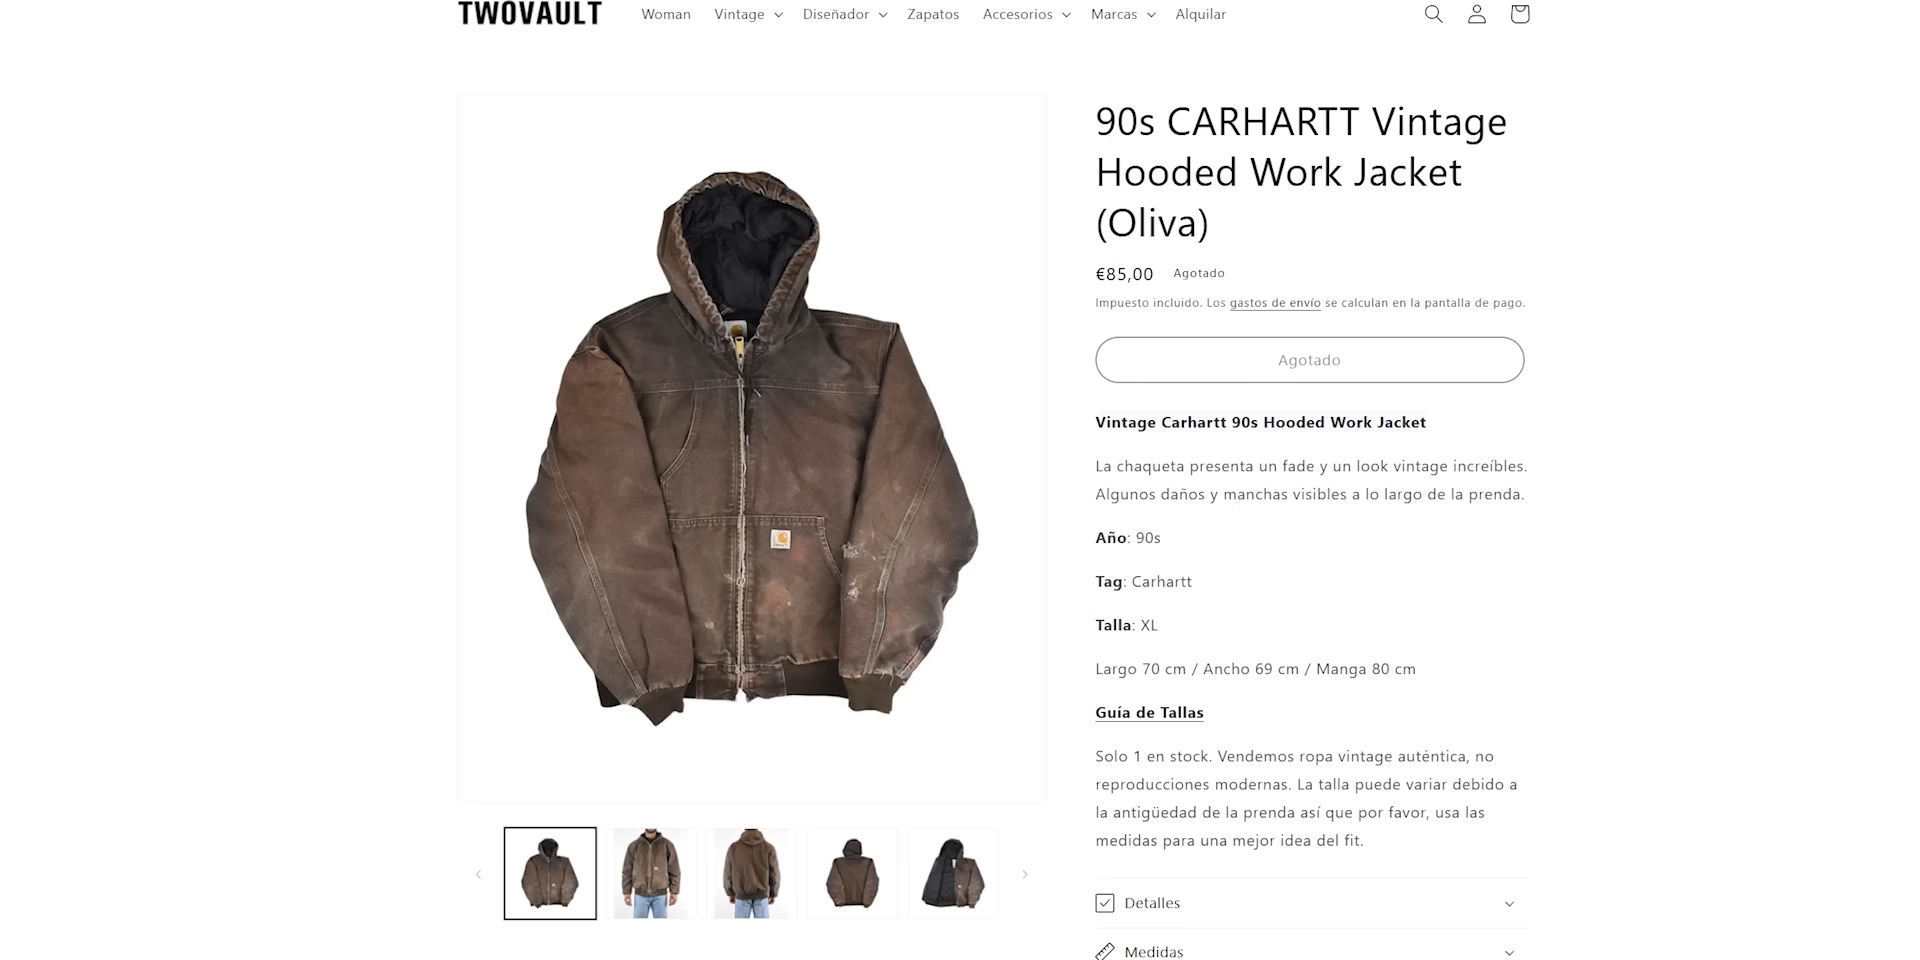 TWOVAULT
Woman
Vintage
Diseñador
Zapatos
Accesorios
Marcas
Alquilar
90s CARHARTT Vintage
Hooded Work Jacket
(Oliva)
€85,00 Agotado
Impuesto incluido. Los gastos de envío se calculan en la pantalla de pago.
Agotado
Vintage Carhartt 90s Hooded Work Jacket
La chaqueta presenta un fade y un look vintage increíbles.
Algunos daños y manchas visibles a lo largo de la prenda.
Año: 90s
Tag: Carhartt
Talla: XL
Largo 70 cm / Ancho 69 cm / Manga 80 cm
Guía de Tallas
Solo 1 en stock. Vendemos ropa vintage auténtica, no
reproducciones modernas. La talla puede variar debido a
la antigüedad de la prenda así que por favor, usa las
medidas para una mejor idea del fit.
Detalles
Medidas